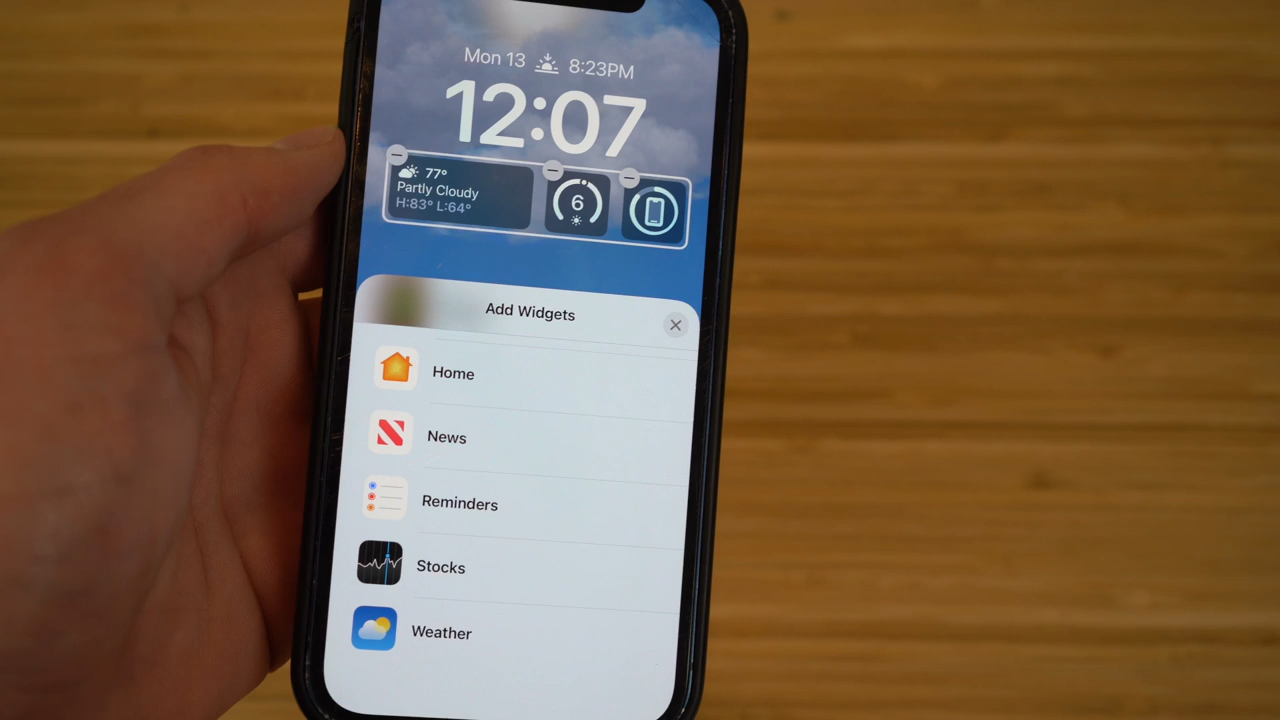 Mon 13 8:23PM
12:07
77°
Partly Cloudy
H:83° L:64°
6
Add Widgets
Home
News
Reminders
Stocks
Weather